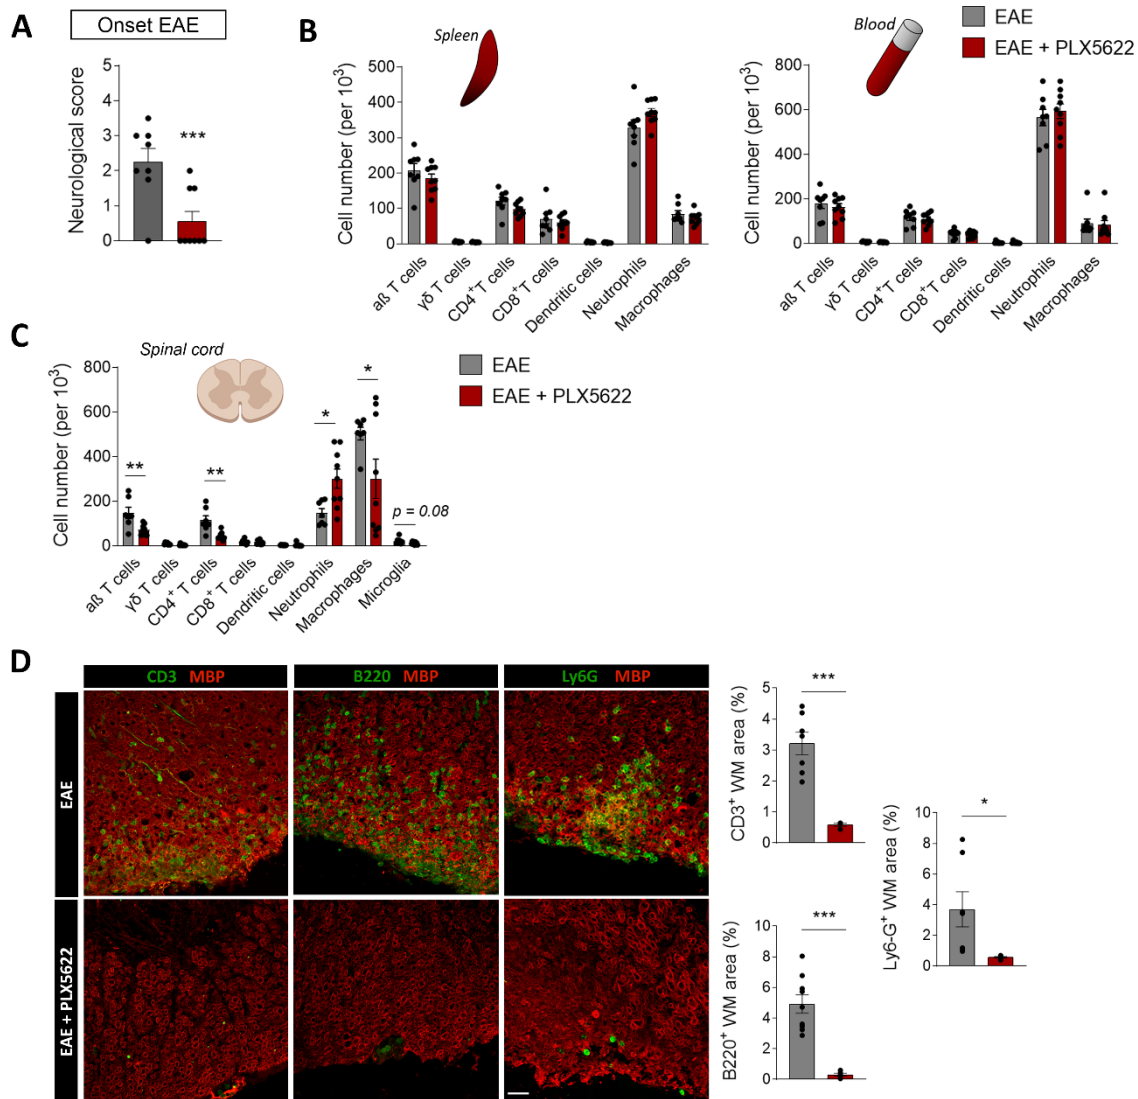 A
Onset EAE
Neurological score
5
4
3
2
1
0
***
B
Spleen
Cell number (per 10³)
500
400
300
200
100
0
aß T cells
γδ T cells
CD4⁺T cells
CD8⁺T cells
Dendritic cells
Neutrophils
Macrophages
Blood
EAE
EAE + PLX5622
Cell number (per 10³)
800
600
400
200
0
aß T cells
γδ T cells
CD4⁺T cells
CD8⁺T cells
Dendritic cells
Neutrophils
Macrophages
C
Spinal cord
EAE
EAE + PLX5622
Cell number (per 10³)
800
600
400
200
0
**
**
*
*
p = 0.08
aß T cells
γδ T cells
CD4⁺ T cells
CD8⁺ T cells
Dendritic cells
Neutrophils
Macrophages
Microglia
D
CD3 MBP
B220 MBP
Ly6G MBP
EAE
EAE + PLX5622
CD3⁺ WM area (%)
5
4
3
2
1
0
***
Ly6-G⁺ WM area (%)
10
8
6
4
2
0
*
B220⁺ WM area (%)
10
8
6
4
2
0
***